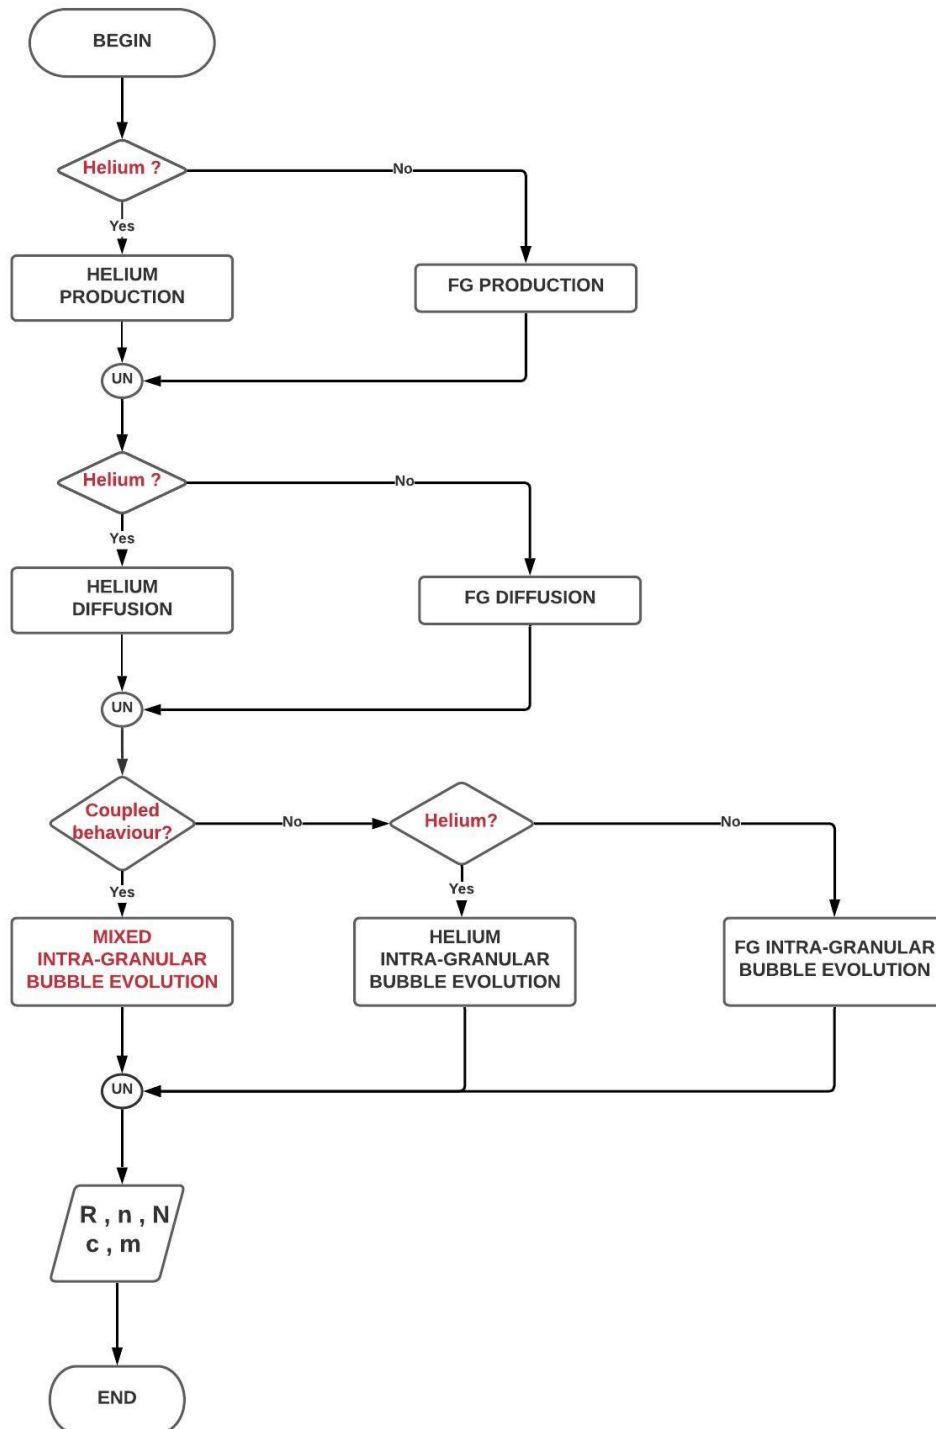 BEGIN
Helium ?
No
Yes
HELIUM
PRODUCTION
FG PRODUCTION
UN
Helium ?
No
Yes
HELIUM
DIFFUSION
FG DIFFUSION
UN
Coupled
behaviour?
No
Helium?
No
Yes
Yes
MIXED
INTRA-GRANULAR
BUBBLE EVOLUTION
HELIUM
INTRA-GRANULAR
BUBBLE EVOLUTION
FG INTRA-GRANULAR
BUBBLE EVOLUTION
UN
R , n , N
c , m
END